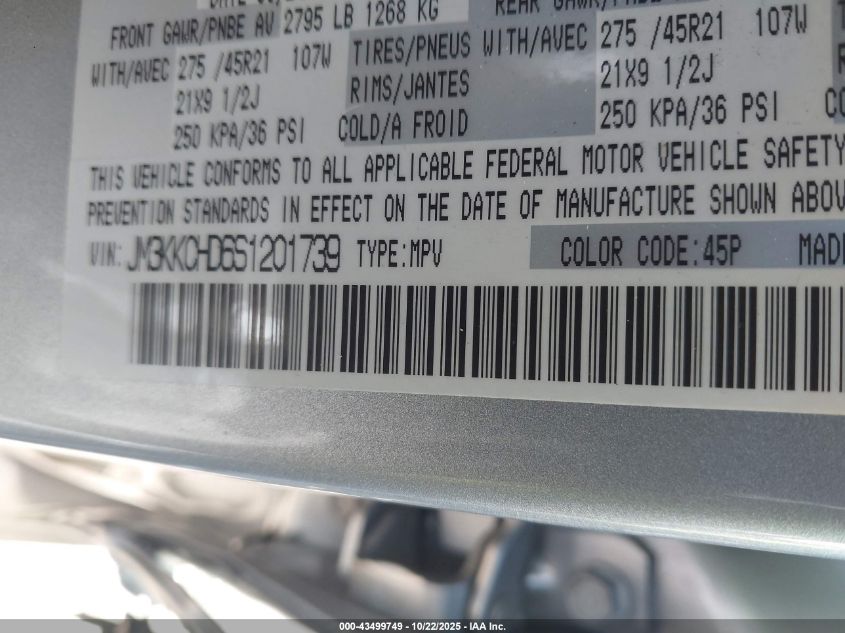 FRONT GAWR/PNBE AV 2795 LB 1268 KG
WITH/AVEC 275 /45R21 107W TIRES/PNEUS WITH/AVEC 275 /45R21 107W
21X9 1/2J RIMS/JANTES 21X9 1/2J
250 KPA/36 PSI COLD/A FROID 250 KPA/36 PSI
THIS VEHICLE CONFORMS TO ALL APPLICABLE FEDERAL MOTOR VEHICLE SAFETY
PREVENTION STANDARDS IN EFFECT ON THE DATE OF MANUFACTURE SHOWN ABOV
VIN: JM3KKCHD6S1201739 TYPE:MPV COLOR CODE:45P MADE
000-43499749 - 10/22/2025 - IAA Inc.